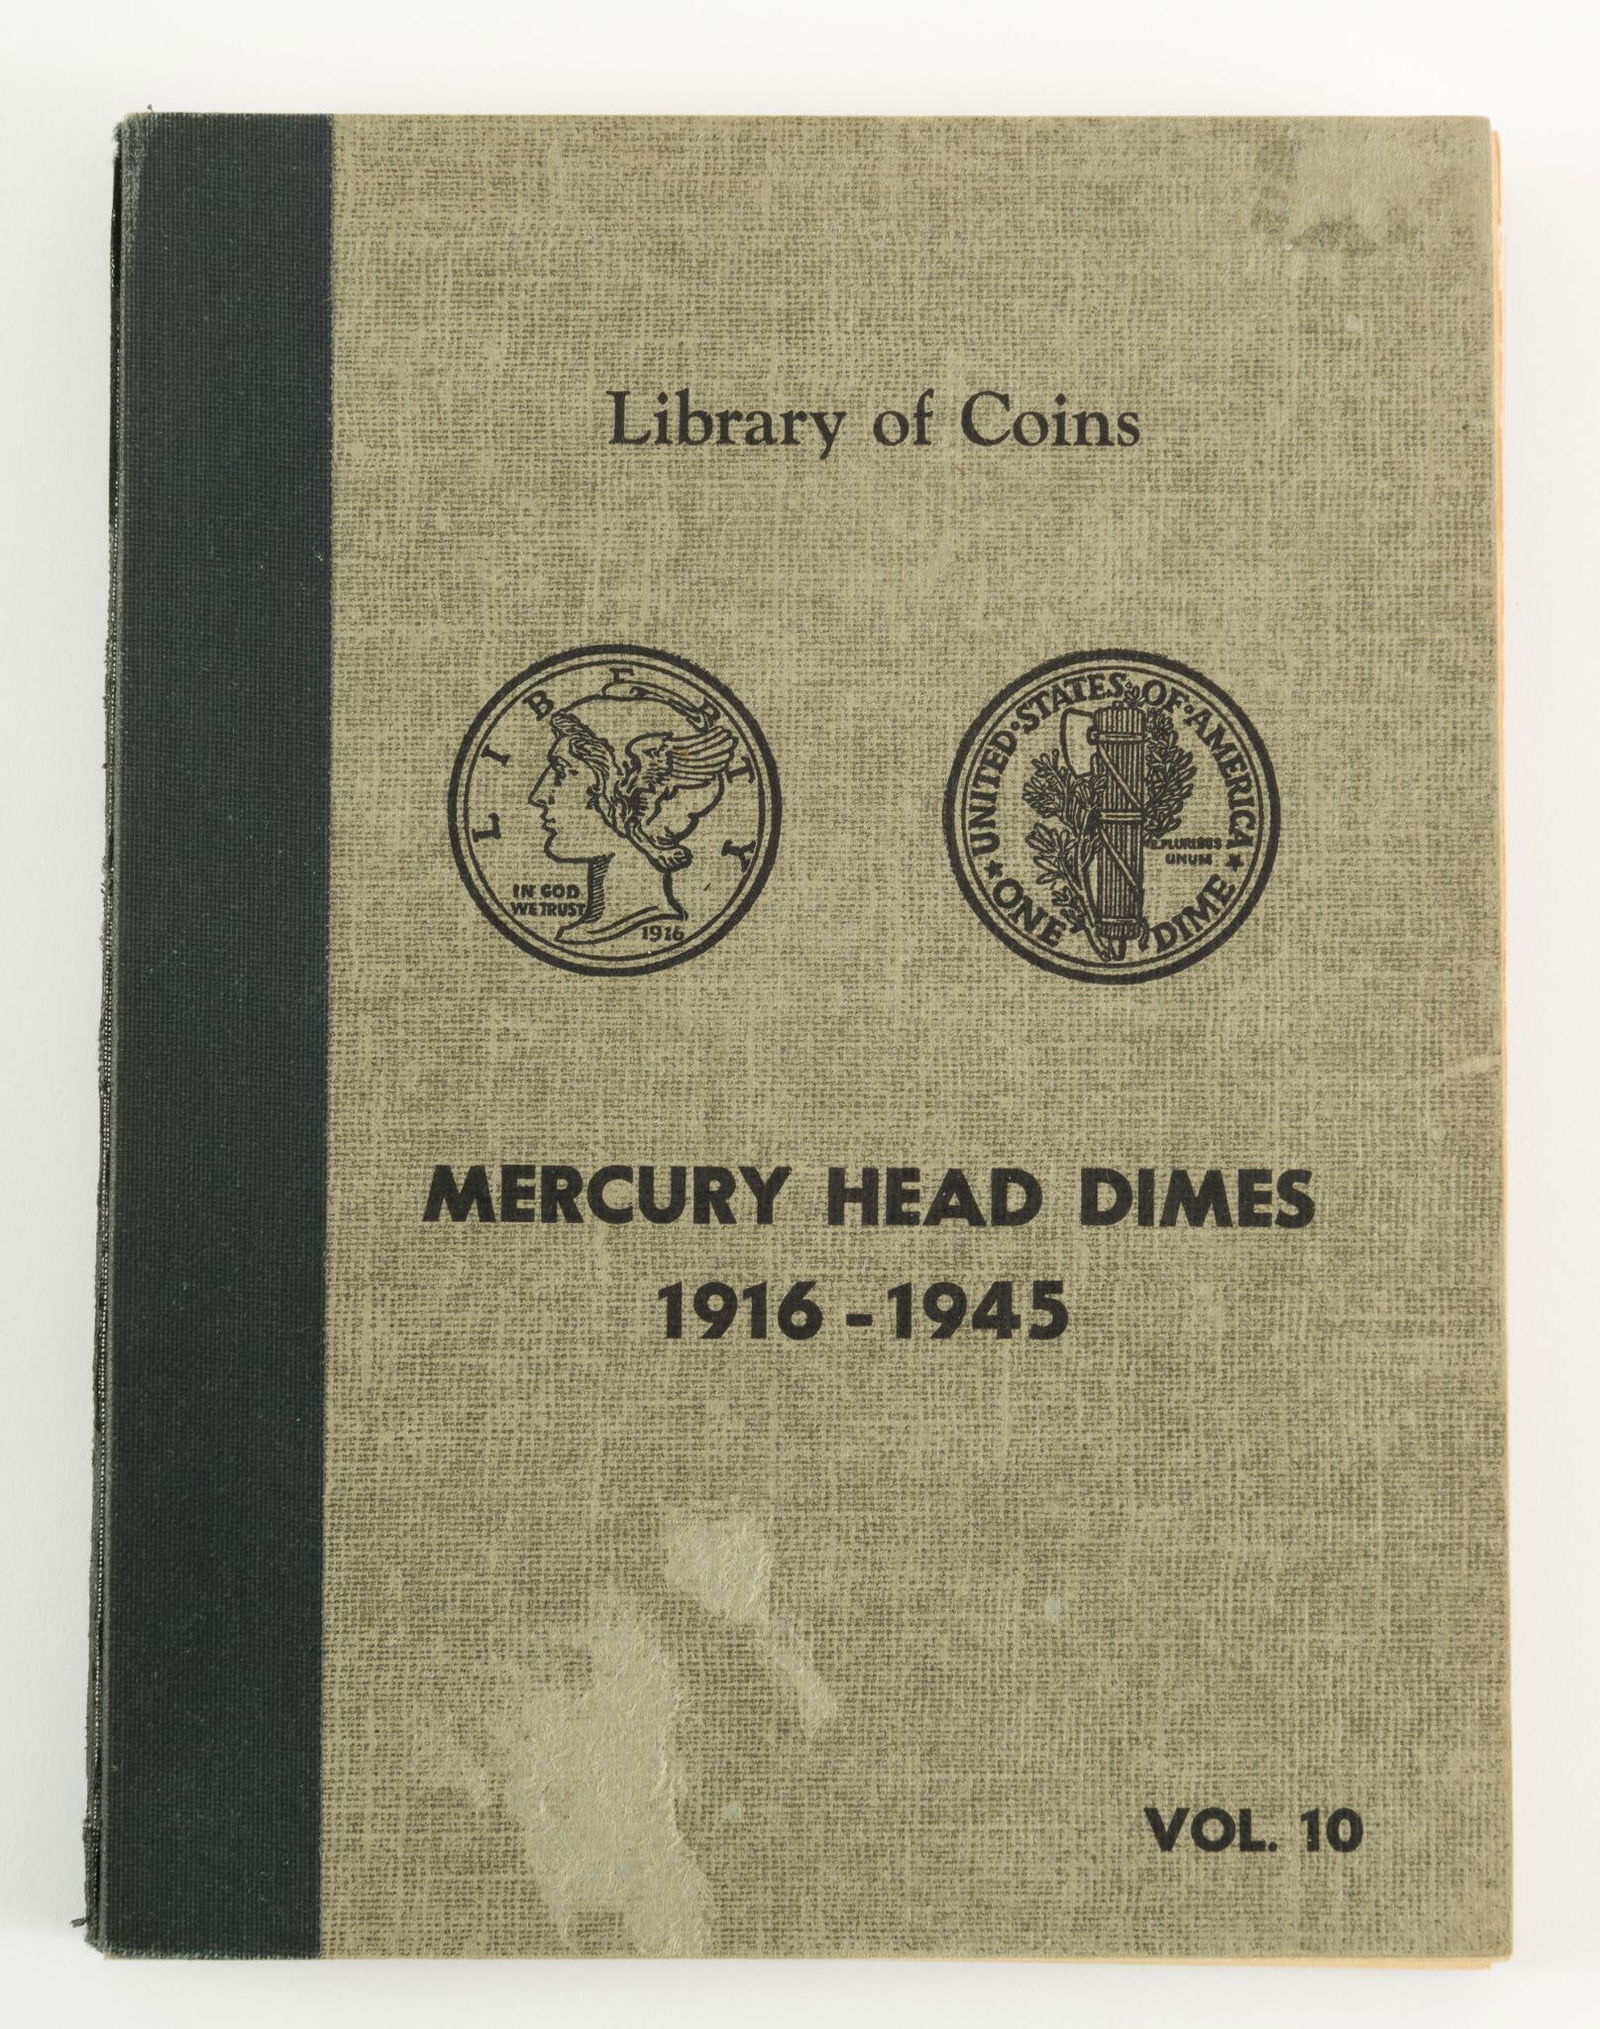 Library of Coins
LIBERTY
IN GOD
WE TRUST
1916
UNITED·STATES OF·AMERICA
E.PLURIBUS
UNUM
★ONE DIME★
MERCURY HEAD DIMES
1916-1945
VOL. 10